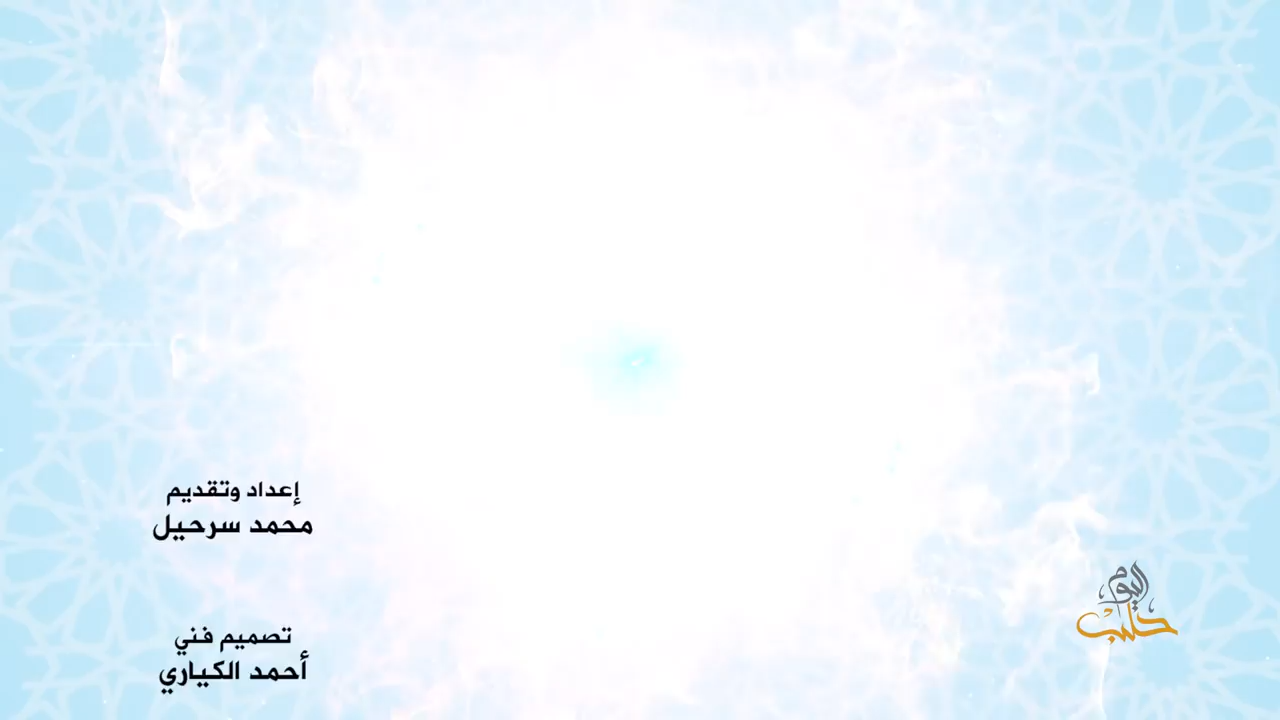 إعداد وتقديم
محمد سرحيل
تصميم فني
أحمد الكياري
حلب
اليوم